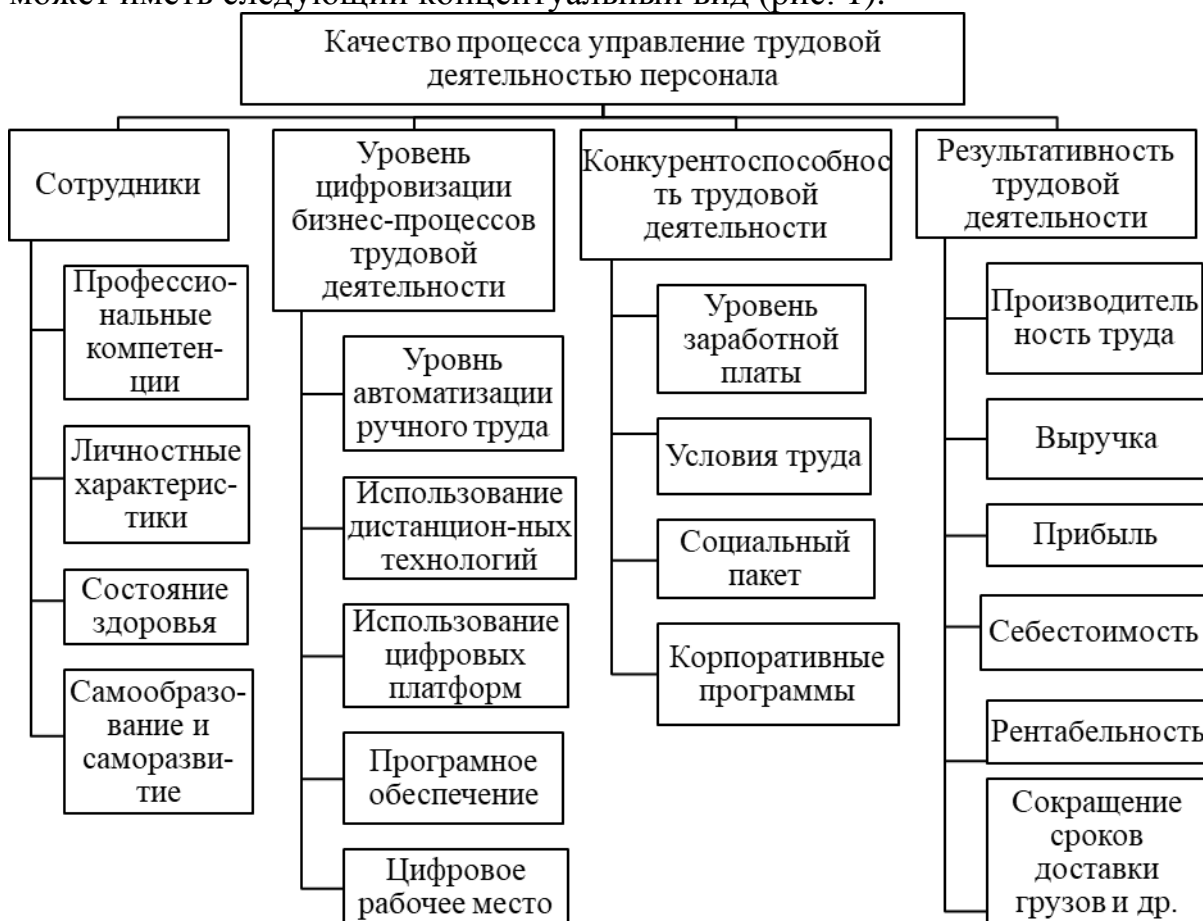 может иметь следующий концептуальный вид (рис. 1).
Качество процесса управление трудовой
деятельностью персонала
Сотрудники
Профессио-
нальные
компетен-
ции
Личностные
характерис-
тики
Состояние
здоровья
Самообразо-
вание и
саморазви-
тие
Уровень
цифровизации
бизнес-процессов
трудовой
деятельности
Уровнь
автоматизации
ручного труда
Использование
дистанцион-ных
технологий
Использование
цифровых
платформ
Програмное
обеспечение
Цифровое
рабочее место
Конкурентоспособнос
ть трудовой
деятельности
Уровень
заработной
платы
Условия труда
Социальный
пакет
Корпоративные
программы
Результативность
трудовой
деятельности
Производитель
ность труда
Выручка
Прибыль
Себестоимость
Рентабельность
Сокращение
сроков
доставки
грузов и др.